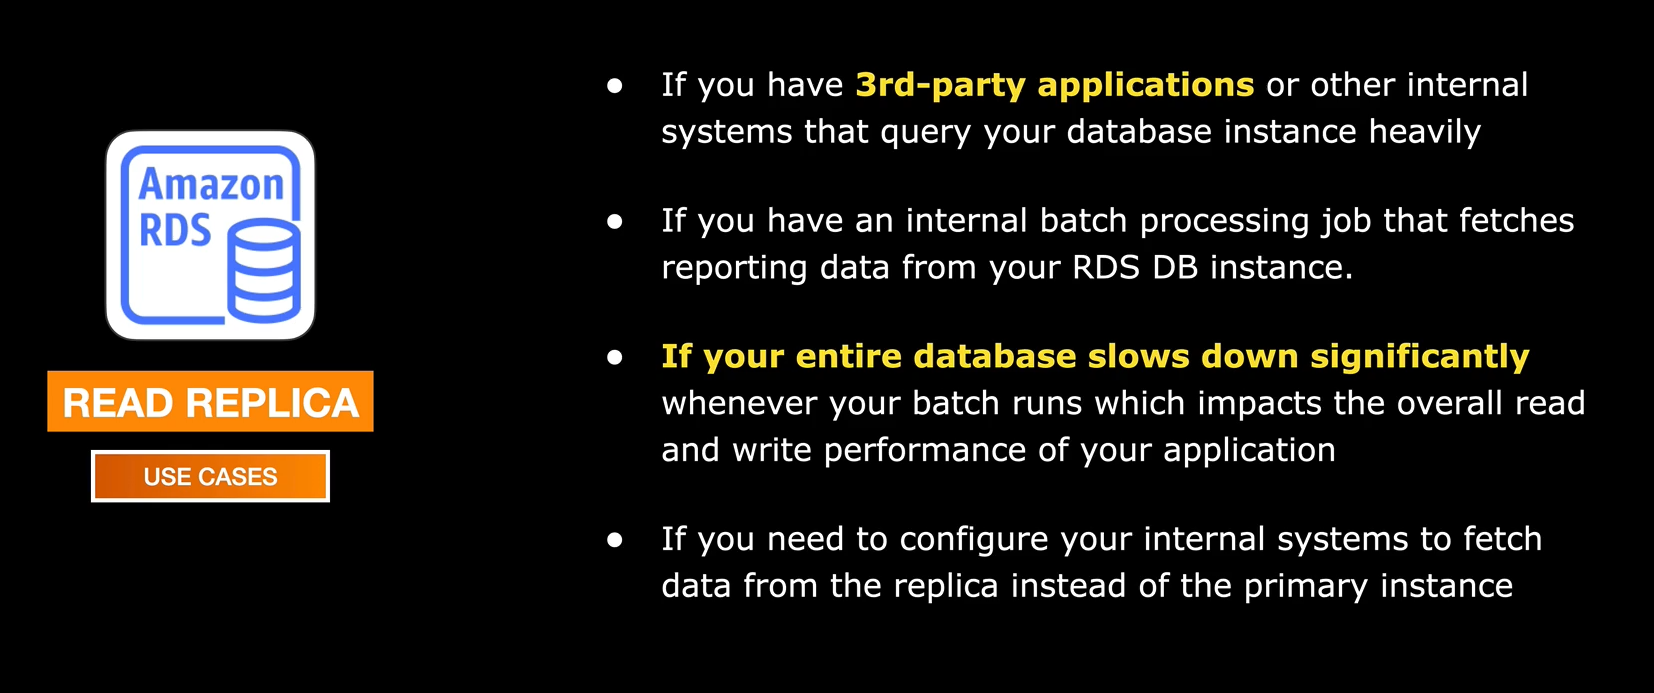 Amazon
RDS
READ REPLICA
USE CASES
● If you have 3rd-party applications or other internal
systems that query your database instance heavily
● If you have an internal batch processing job that fetches
reporting data from your RDS DB instance.
● If your entire database slows down significantly
whenever your batch runs which impacts the overall read
and write performance of your application
● If you need to configure your internal systems to fetch
data from the replica instead of the primary instance